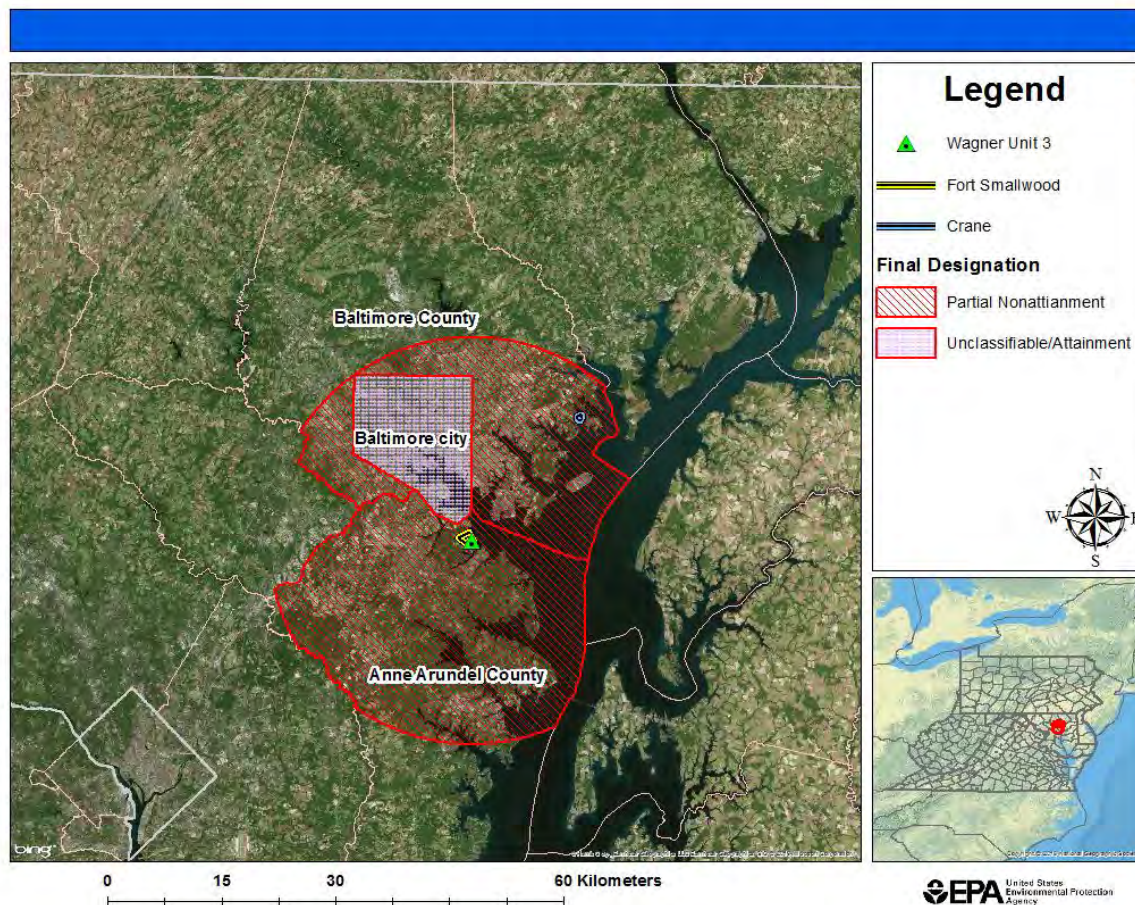 Legend
Wagner Unit 3
Fort Smallwood
Crane
Final Designation
Partial Nonattianment
Unclassifiable/Attainment
Baltimore County
Baltimore city
Anne Arundel County
N
W
S
bing
0 15 30 60 Kilometers
EPA
United States
Environmental Protection
Agency